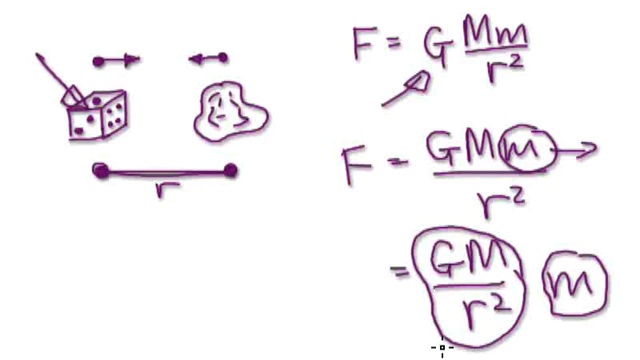 F = G Mm/r²
r
F = GMm/r²
= GM/r² m